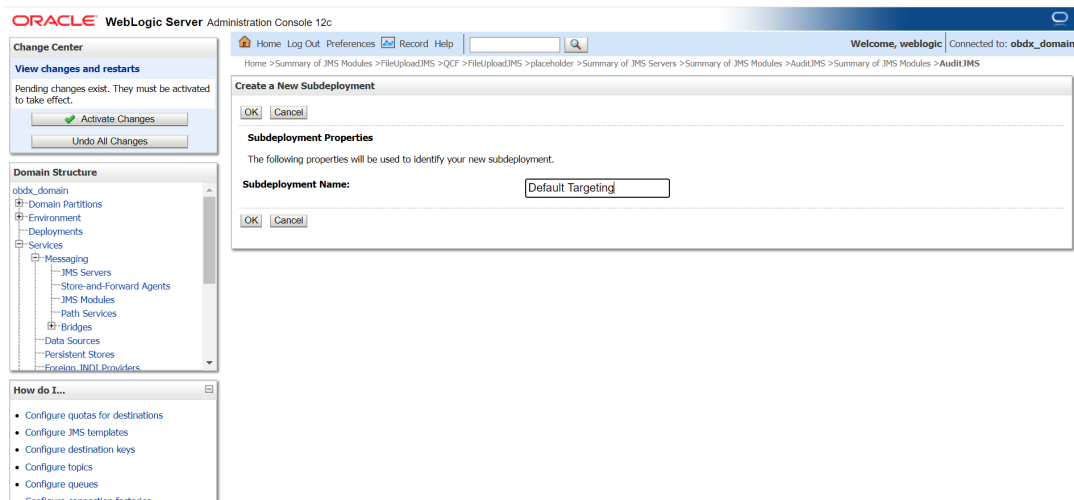 ORACLE WebLogic Server Administration Console 12c
Change Center
View changes and restarts
Pending changes exist. They must be activated
to take effect.
Activate Changes
Undo All Changes
Domain Structure
obdx_domain
Domain Partitions
Environment
Deployments
Services
Messaging
JMS Servers
Store-and-Forward Agents
JMS Modules
Path Services
Bridges
Data Sources
Persistent Stores
Foreign JNDI Providers
How do I...
Configure quotas for destinations
Configure JMS templates
Configure destination keys
Configure topics
Configure queues
Configure connection factories
Home Log Out Preferences Record Help
Welcome, weblogic Connected to: obdx_domain
Home >Summary of JMS Modules >FileUploadJMS >QCF >FileUploadJMS >placeholder >Summary of JMS Servers >Summary of JMS Modules >AuditJMS >Summary of JMS Modules >AuditJMS
Create a New Subdeployment
OK Cancel
Subdeployment Properties
The following properties will be used to identify your new subdeployment.
Subdeployment Name: Default Targeting
OK Cancel